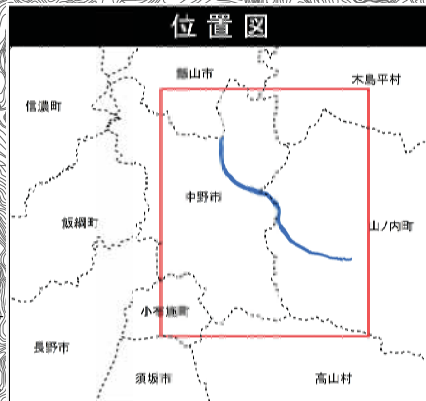 位置図
飯山市
木島平村
信濃町
中野市
飯綱町
山ノ内町
小布施町
長野市
須坂市
高山村